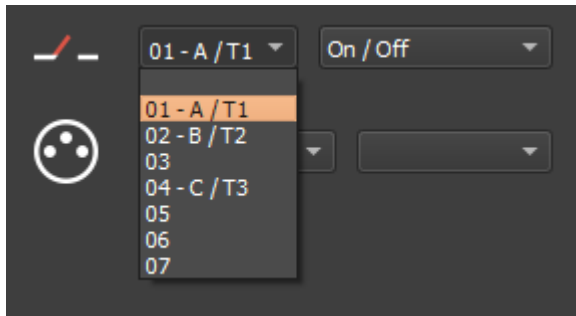 01 - A / T1 On / Off
01 - A / T1
02 - B / T2
03
04 - C / T3
05
06
07